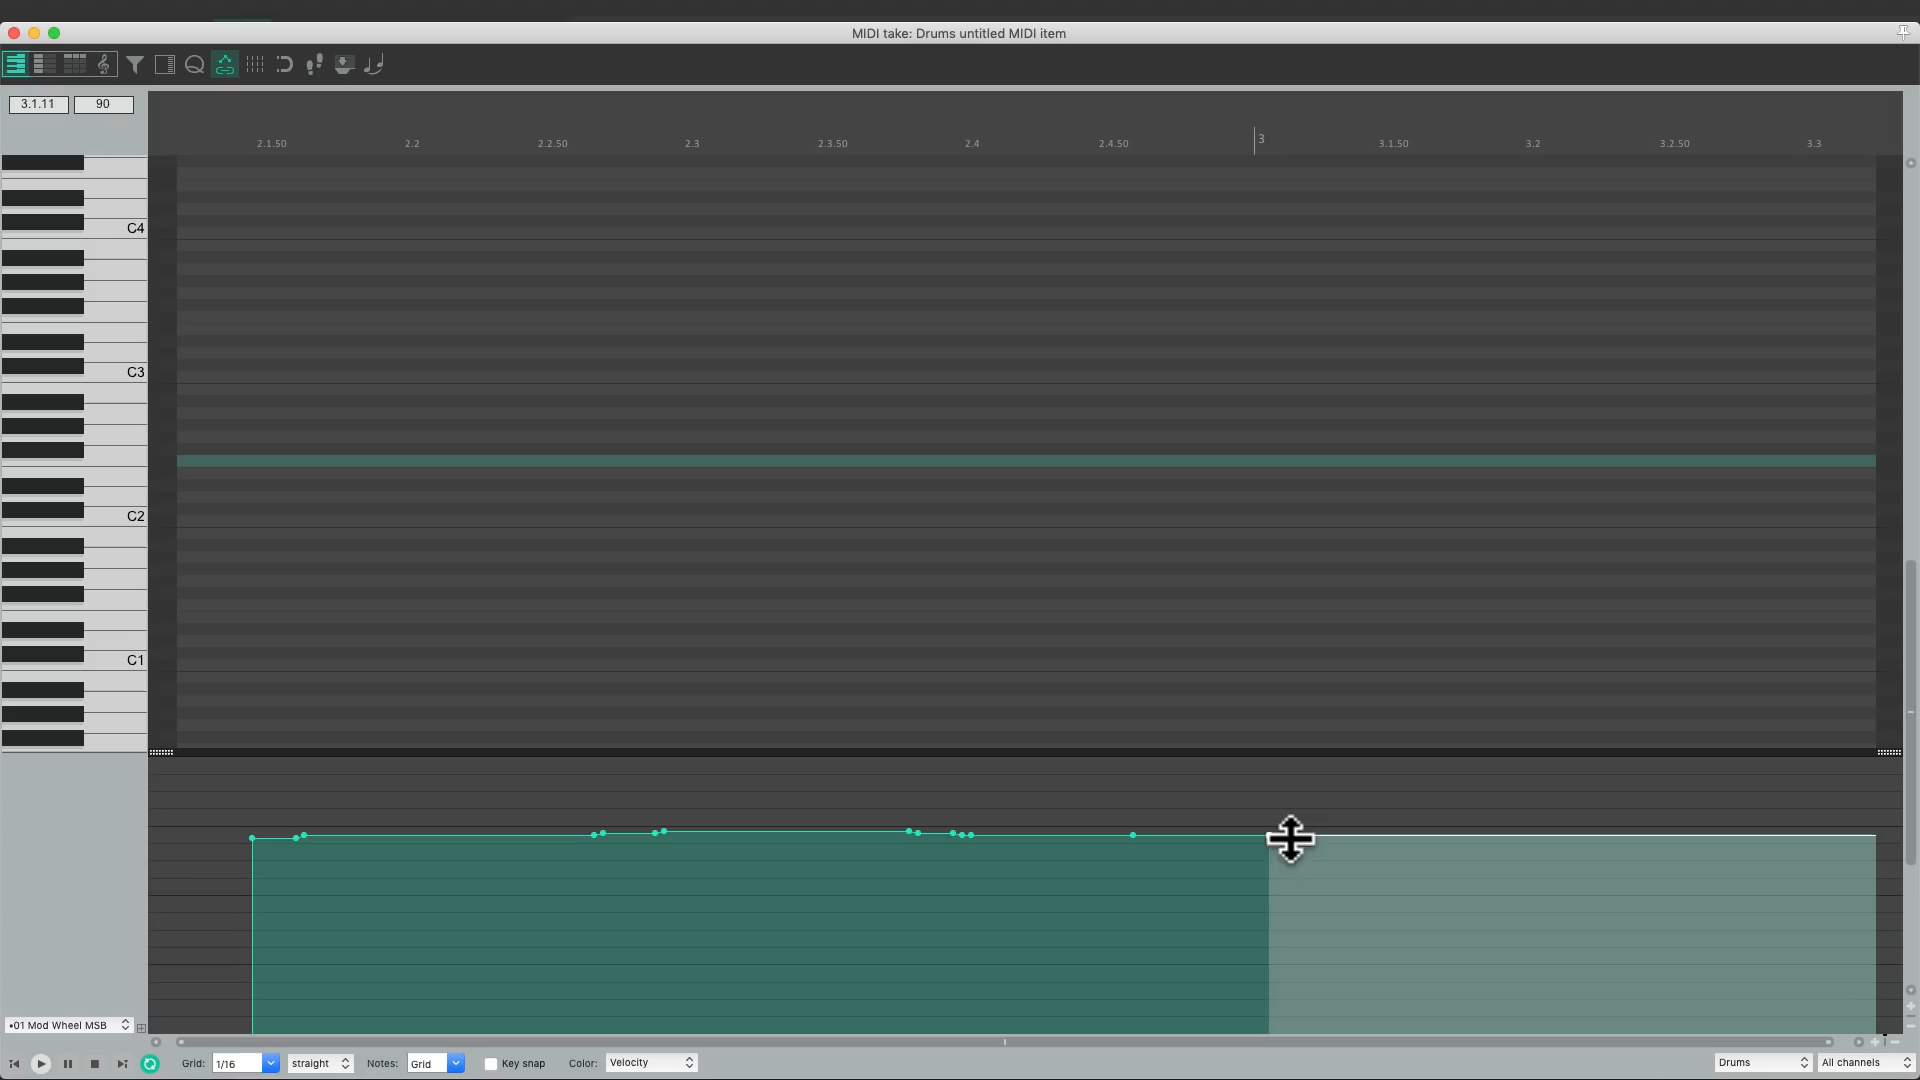 MIDI take: Drums untitled MIDI item
3.1.11 90
2.1.50 2.2 2.2.50 2.3 2.3.50 2.4 2.4.50 3 3.1.50 3.2 3.2.50 3.3
C4
C3
C2
C1
•01 Mod Wheel MSB
Grid: 1/16 straight Notes: Grid Key snap Color: Velocity Drums All channels